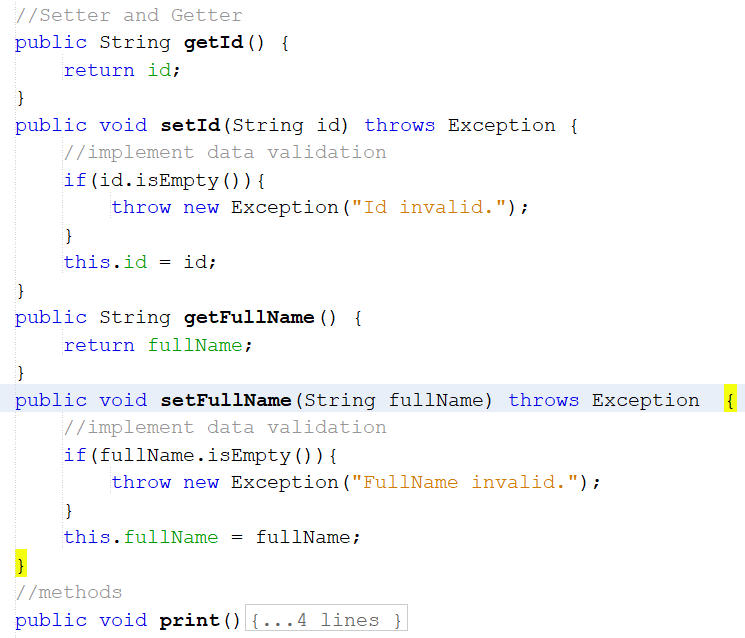 //Setter and Getter
public String getId() {
    return id;
}
public void setId(String id) throws Exception {
    //implement data validation
    if(id.isEmpty()){
        throw new Exception("Id invalid.");
    }
    this.id = id;
}
public String getFullName() {
    return fullName;
}
public void setFullName(String fullName) throws Exception  {
    //implement data validation
    if(fullName.isEmpty()){
        throw new Exception("FullName invalid.");
    }
    this.fullName = fullName;
}
//methods
public void print(){...4 lines }